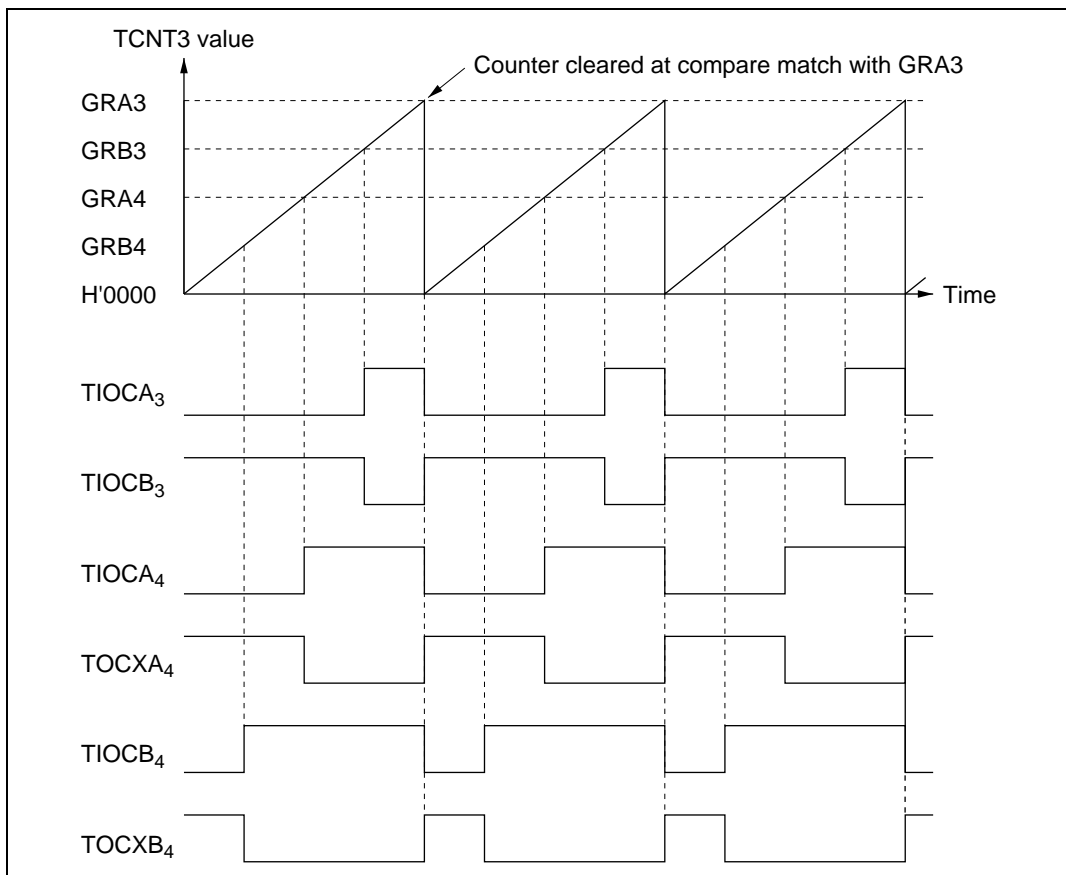 TCNT3 value
Counter cleared at compare match with GRA3
GRA3
GRB3
GRA4
GRB4
H'0000
Time
TIOCA3
TIOCB3
TIOCA4
TOCXA4
TIOCB4
TOCXB4